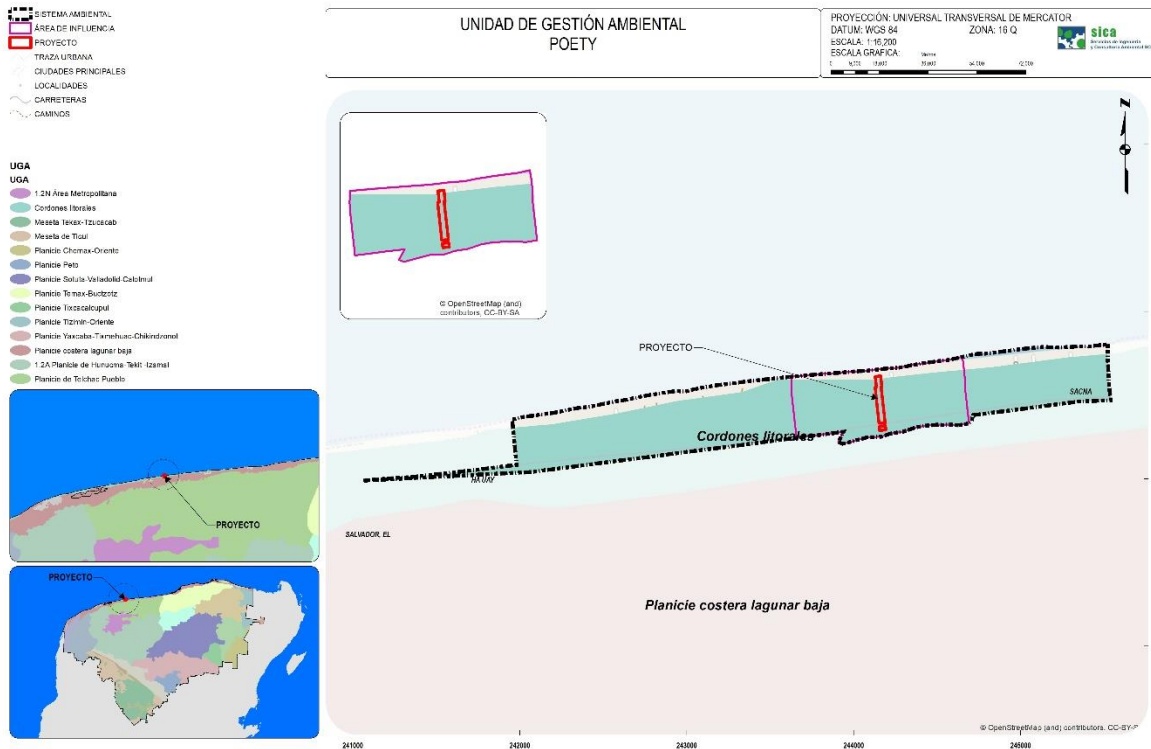 SISTEMA AMBIENTAL
ÁREA DE INFLUENCIA
PROYECTO
TRAZA URBANA
CIUDADES PRINCIPALES
LOCALIDADES
CARRETERAS
CAMINOS
UNIDAD DE GESTIÓN AMBIENTAL
POETY
PROYECCIÓN: UNIVERSAL TRANSVERSAL DE MERCATOR
DATUM: WGS 84 ZONA: 16 Q
ESCALA: 1:16,200
ESCALA GRAFICA:
sica
UGA
UGA
1.2N Área Metropolitana
Cordones litorales
Meseta Tekax-Tzucacab
Meseta de Ticul
Planicie Chemax-Oriente
Planicie Peto
Planicie Sotuta-Valladolid-Calotmul
Planicie Temax-Buctzotz
Planicie Tixcacalcupul
Planicie Tizimin-Oriente
Planicie Yaxcaba-Tixmehuac-Chikindzonot
Planicie costera lagunar baja
1.2A Planicie de Hunucma-Tekit-Izamal
Planicie de Telchac Pueblo
© OpenStreetMap (and)
contributors, CC-BY-SA
N
PROYECTO
SACNA
Cordones litorales
HA UAY
SALVADOR, EL
Planicie costera lagunar baja
PROYECTO
PROYECTO
© OpenStreetMap (and) contributors, CC-BY-
241000 242000 243000 244000 245000